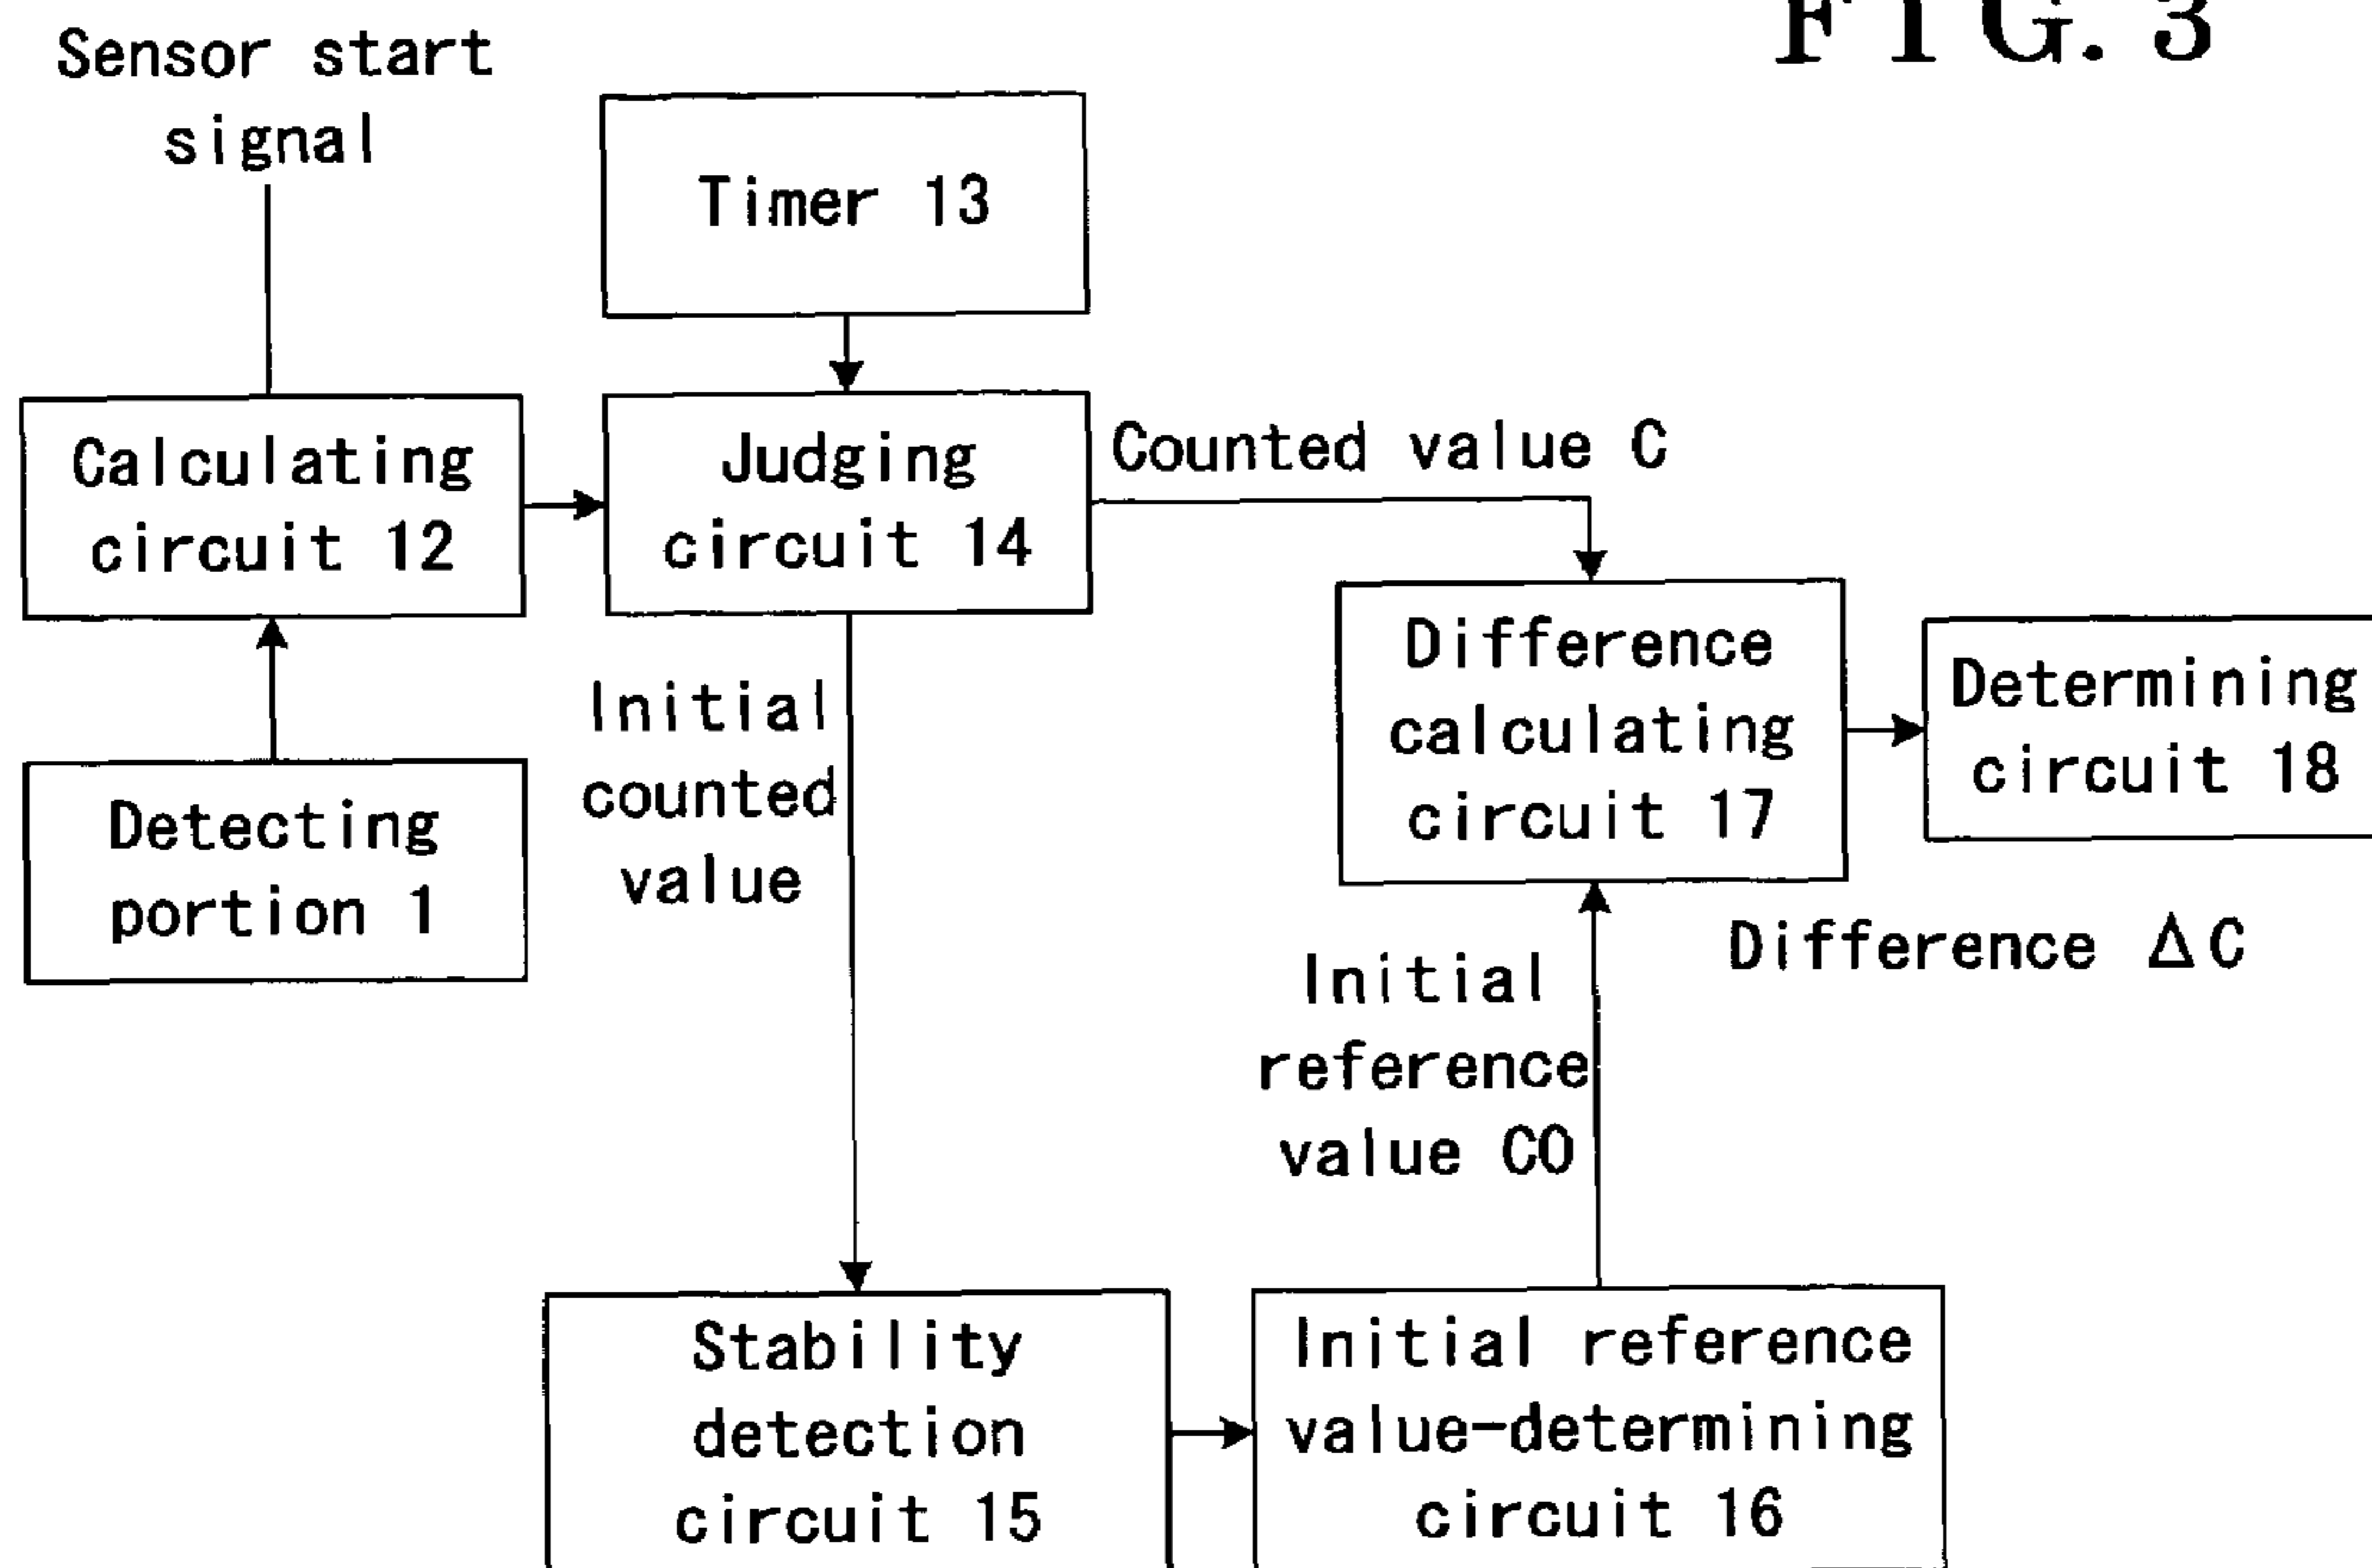 FIG. 3
Sensor start
signal
Timer 13
Calculating
circuit 12
Judging
circuit 14
Counted value C
Detecting
portion 1
Initial
counted
value
Difference
calculating
circuit 17
Determining
circuit 18
Difference ΔC
Initial
reference
value C0
Stability
detection
circuit 15
Initial reference
value-determining
circuit 16